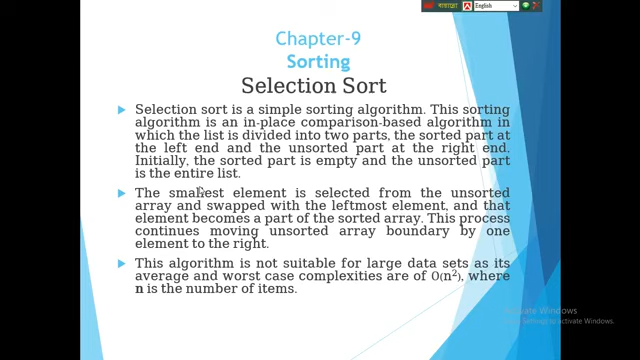 বাংলা English
Chapter-9
Sorting
Selection Sort
Selection sort is a simple sorting algorithm. This sorting
algorithm is an in-place comparison-based algorithm in
which the list is divided into two parts, the sorted part at
the left end and the unsorted part at the right end.
Initially, the sorted part is empty and the unsorted part
is the entire list.
The smallest element is selected from the unsorted
array and swapped with the leftmost element, and that
element becomes a part of the sorted array. This process
continues moving unsorted array boundary by one
element to the right.
This algorithm is not suitable for large data sets as its
average and worst case complexities are of O(n²), where
n is the number of items.
Activate Windows
Settings to activate Windows.